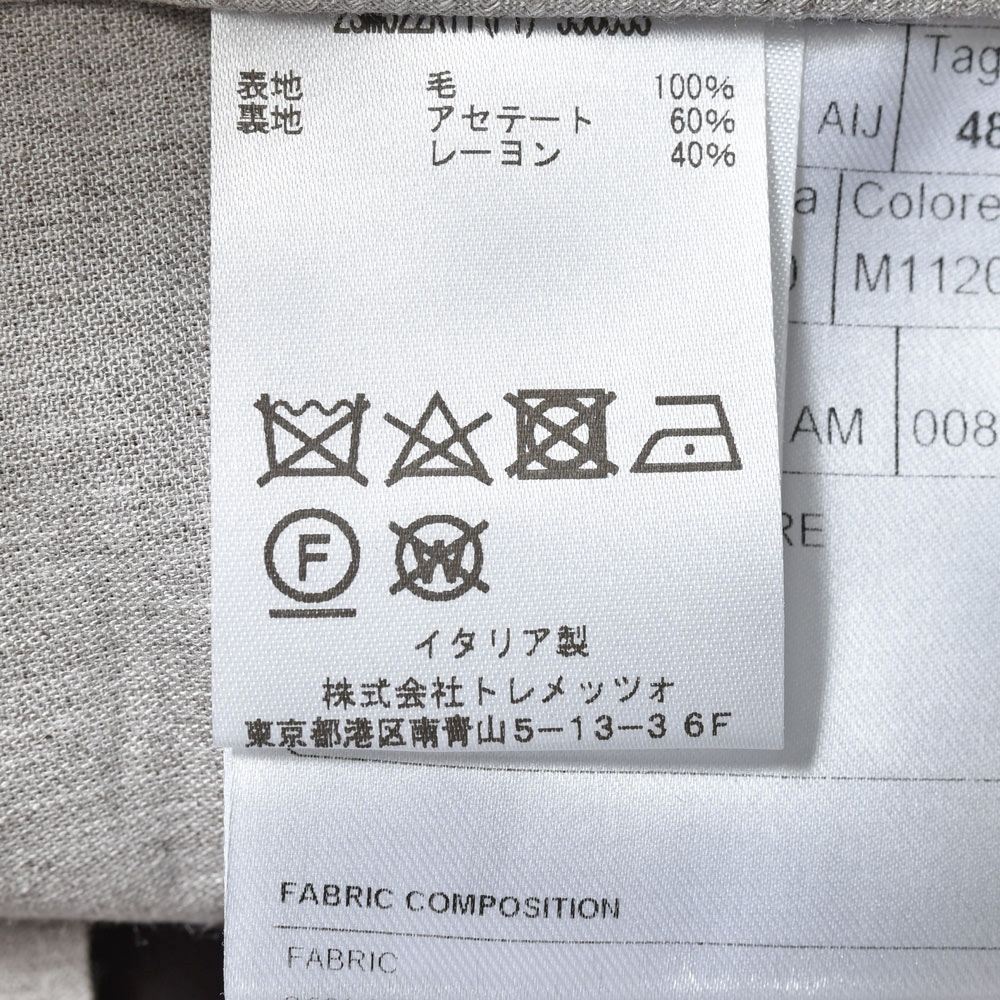 表地 毛 100%
裏地 アセテート 60%
レーヨン 40%
F
W
イタリア製
株式会社トレメッツォ
東京都港区南青山5-13-3 6F
Tag
AIJ
48
a
Colore
M1120
AM
008
RE
FABRIC COMPOSITION
FABRIC